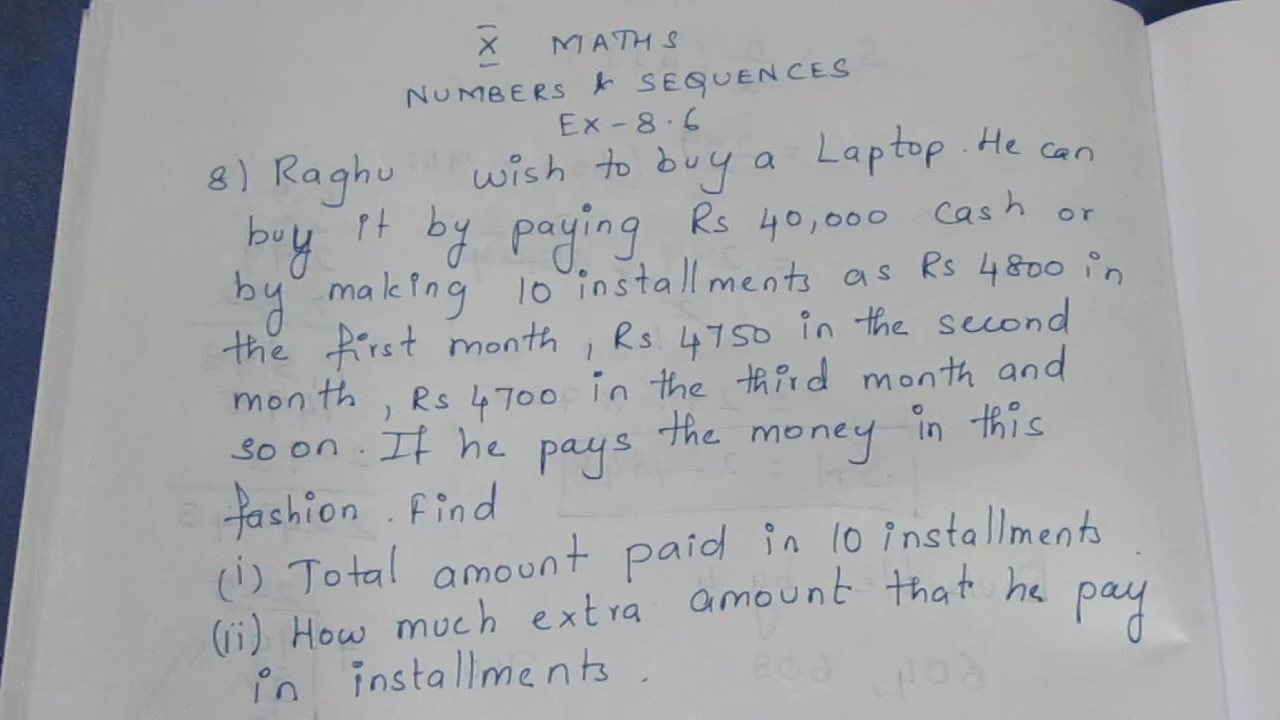 X MATHS
NUMBERS & SEQUENCES
Ex-8.6
8) Raghu wish to buy a Laptop. He can
buy it by paying Rs 40,000 cash or
by making 10 installments as Rs 4800 in
the first month, Rs 4750 in the second
month, Rs 4700 in the third month and
so on. If he pays the money in this
fashion. Find
(i) Total amount paid in 10 installments.
(ii) How much extra amount that he pay
in installments.